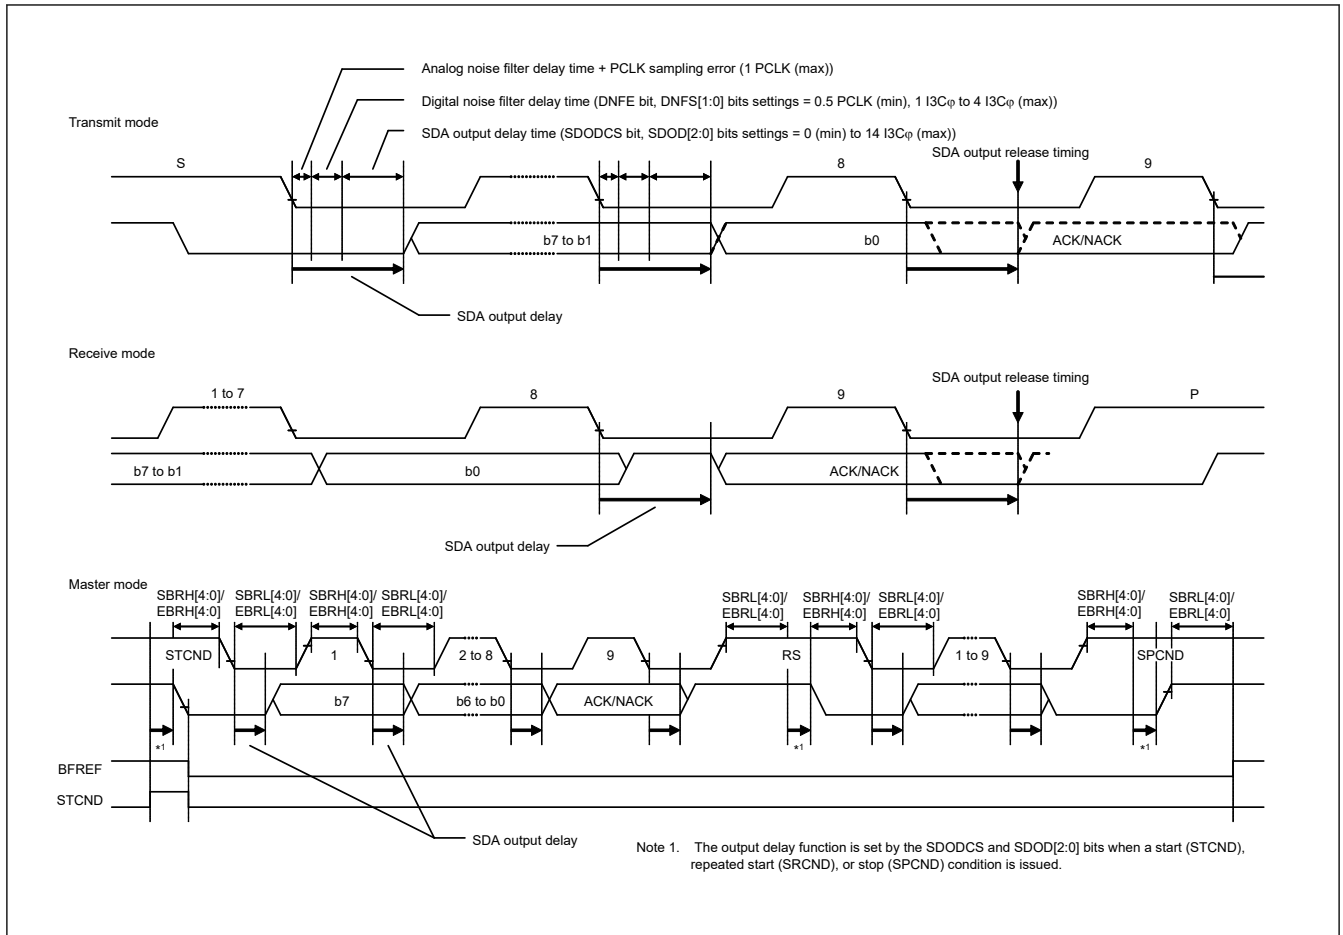 Analog noise filter delay time + PCLK sampling error (1 PCLK (max))
Digital noise filter delay time (DNFE bit, DNFS[1:0] bits settings = 0.5 PCLK (min), 1 I3Cφ to 4 I3Cφ (max))
Transmit mode
SDA output delay time (SDODCS bit, SDOD[2:0] bits settings = 0 (min) to 14 I3Cφ (max))
SDA output release timing
S
8
9
b7 to b1
b0
ACK/NACK
SDA output delay
Receive mode
SDA output release timing
1 to 7
8
9
P
b7 to b1
b0
ACK/NACK
SDA output delay
Master mode
SBRH[4:0]/
EBRH[4:0]
SBRL[4:0]/
EBRL[4:0]
SBRH[4:0]/
EBRH[4:0]
SBRL[4:0]/
EBRL[4:0]
SBRL[4:0]/
EBRL[4:0]
SBRH[4:0]/
EBRH[4:0]
SBRL[4:0]/
EBRL[4:0]
SBRH[4:0]/
EBRH[4:0]
SBRL[4:0]/
EBRL[4:0]
STCND
1
2 to 8
9
RS
1 to 9
SPCND
b7
b6 to b0
ACK/NACK
*1
*1
*1
BFREF
STCND
SDA output delay
Note 1. The output delay function is set by the SDODCS and SDOD[2:0] bits when a start (STCND),
repeated start (SRCND), or stop (SPCND) condition is issued.